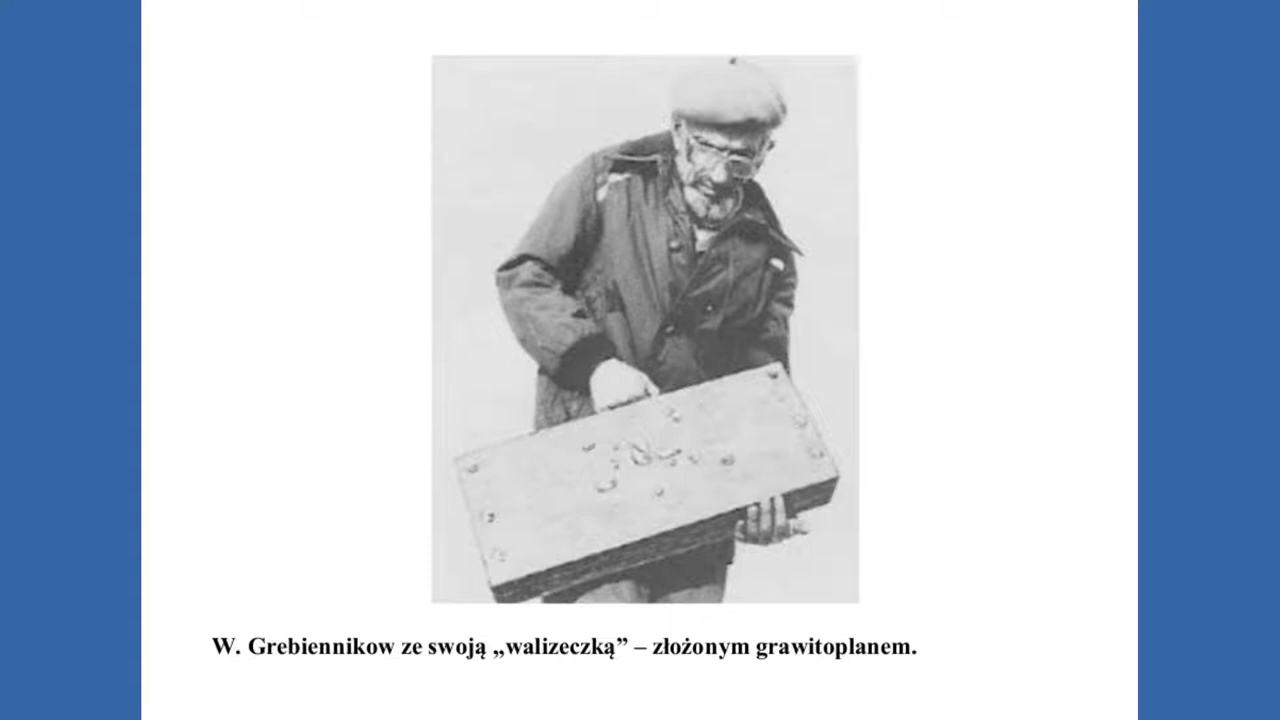 W. Grebiennikow ze swoją „walizeczką” – złożonym grawitoplanem.